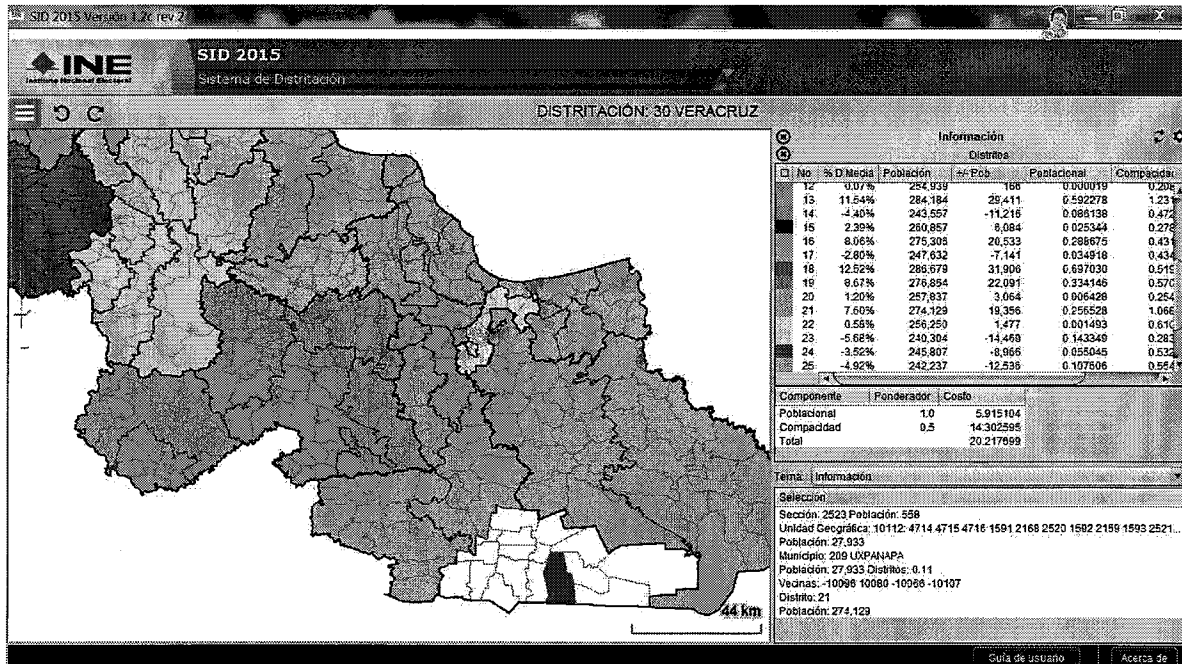 SID 2015 Versión 1.2c rev 2
INE
Instituto Nacional Electoral
SID 2015
Sistema de Distritación
DISTRITACIÓN: 30 VERACRUZ
44 km
Información
Distritos
No % D Media Población +/- Pob Poblacional Compacidad
12 0.07% 254,939 166 0.000019 0.208
13 11.54% 284,184 29,411 0.592278 1.231
14 -4.40% 243,557 -11,216 0.086138 0.472
15 2.39% 260,857 6,084 0.025344 0.278
16 8.06% 275,306 20,533 0.288675 0.431
17 -2.80% 247,632 -7,141 0.034918 0.434
18 12.52% 286,679 31,906 0.697030 0.519
19 8.67% 276,864 22,091 0.334146 0.570
20 1.20% 257,837 3,064 0.006428 0.254
21 7.60% 274,129 19,356 0.256528 1.066
22 0.58% 256,250 1,477 0.001493 0.610
23 -5.68% 240,304 -14,469 0.143349 0.283
24 -3.52% 245,807 -8,966 0.055045 0.532
25 -4.92% 242,237 -12,536 0.107606 0.554
Componente Ponderador Costo
Poblacional 1.0 5.915104
Compacidad 0.5 14.302595
Total 20.217699
Tema: Información
Selección
Sección: 2523 Población: 558
Unidad Geográfica: 10112: 4714 4715 4716 1591 2168 2520 1592 2159 1593 2521...
Población: 27,933
Municipio: 209 UXPANAPA
Población: 27,933 Distritos: 0.11
Vecinas: -10096 10080 -10966 -10107
Distrito: 21
Población: 274,129
Guía de usuario Acerca de